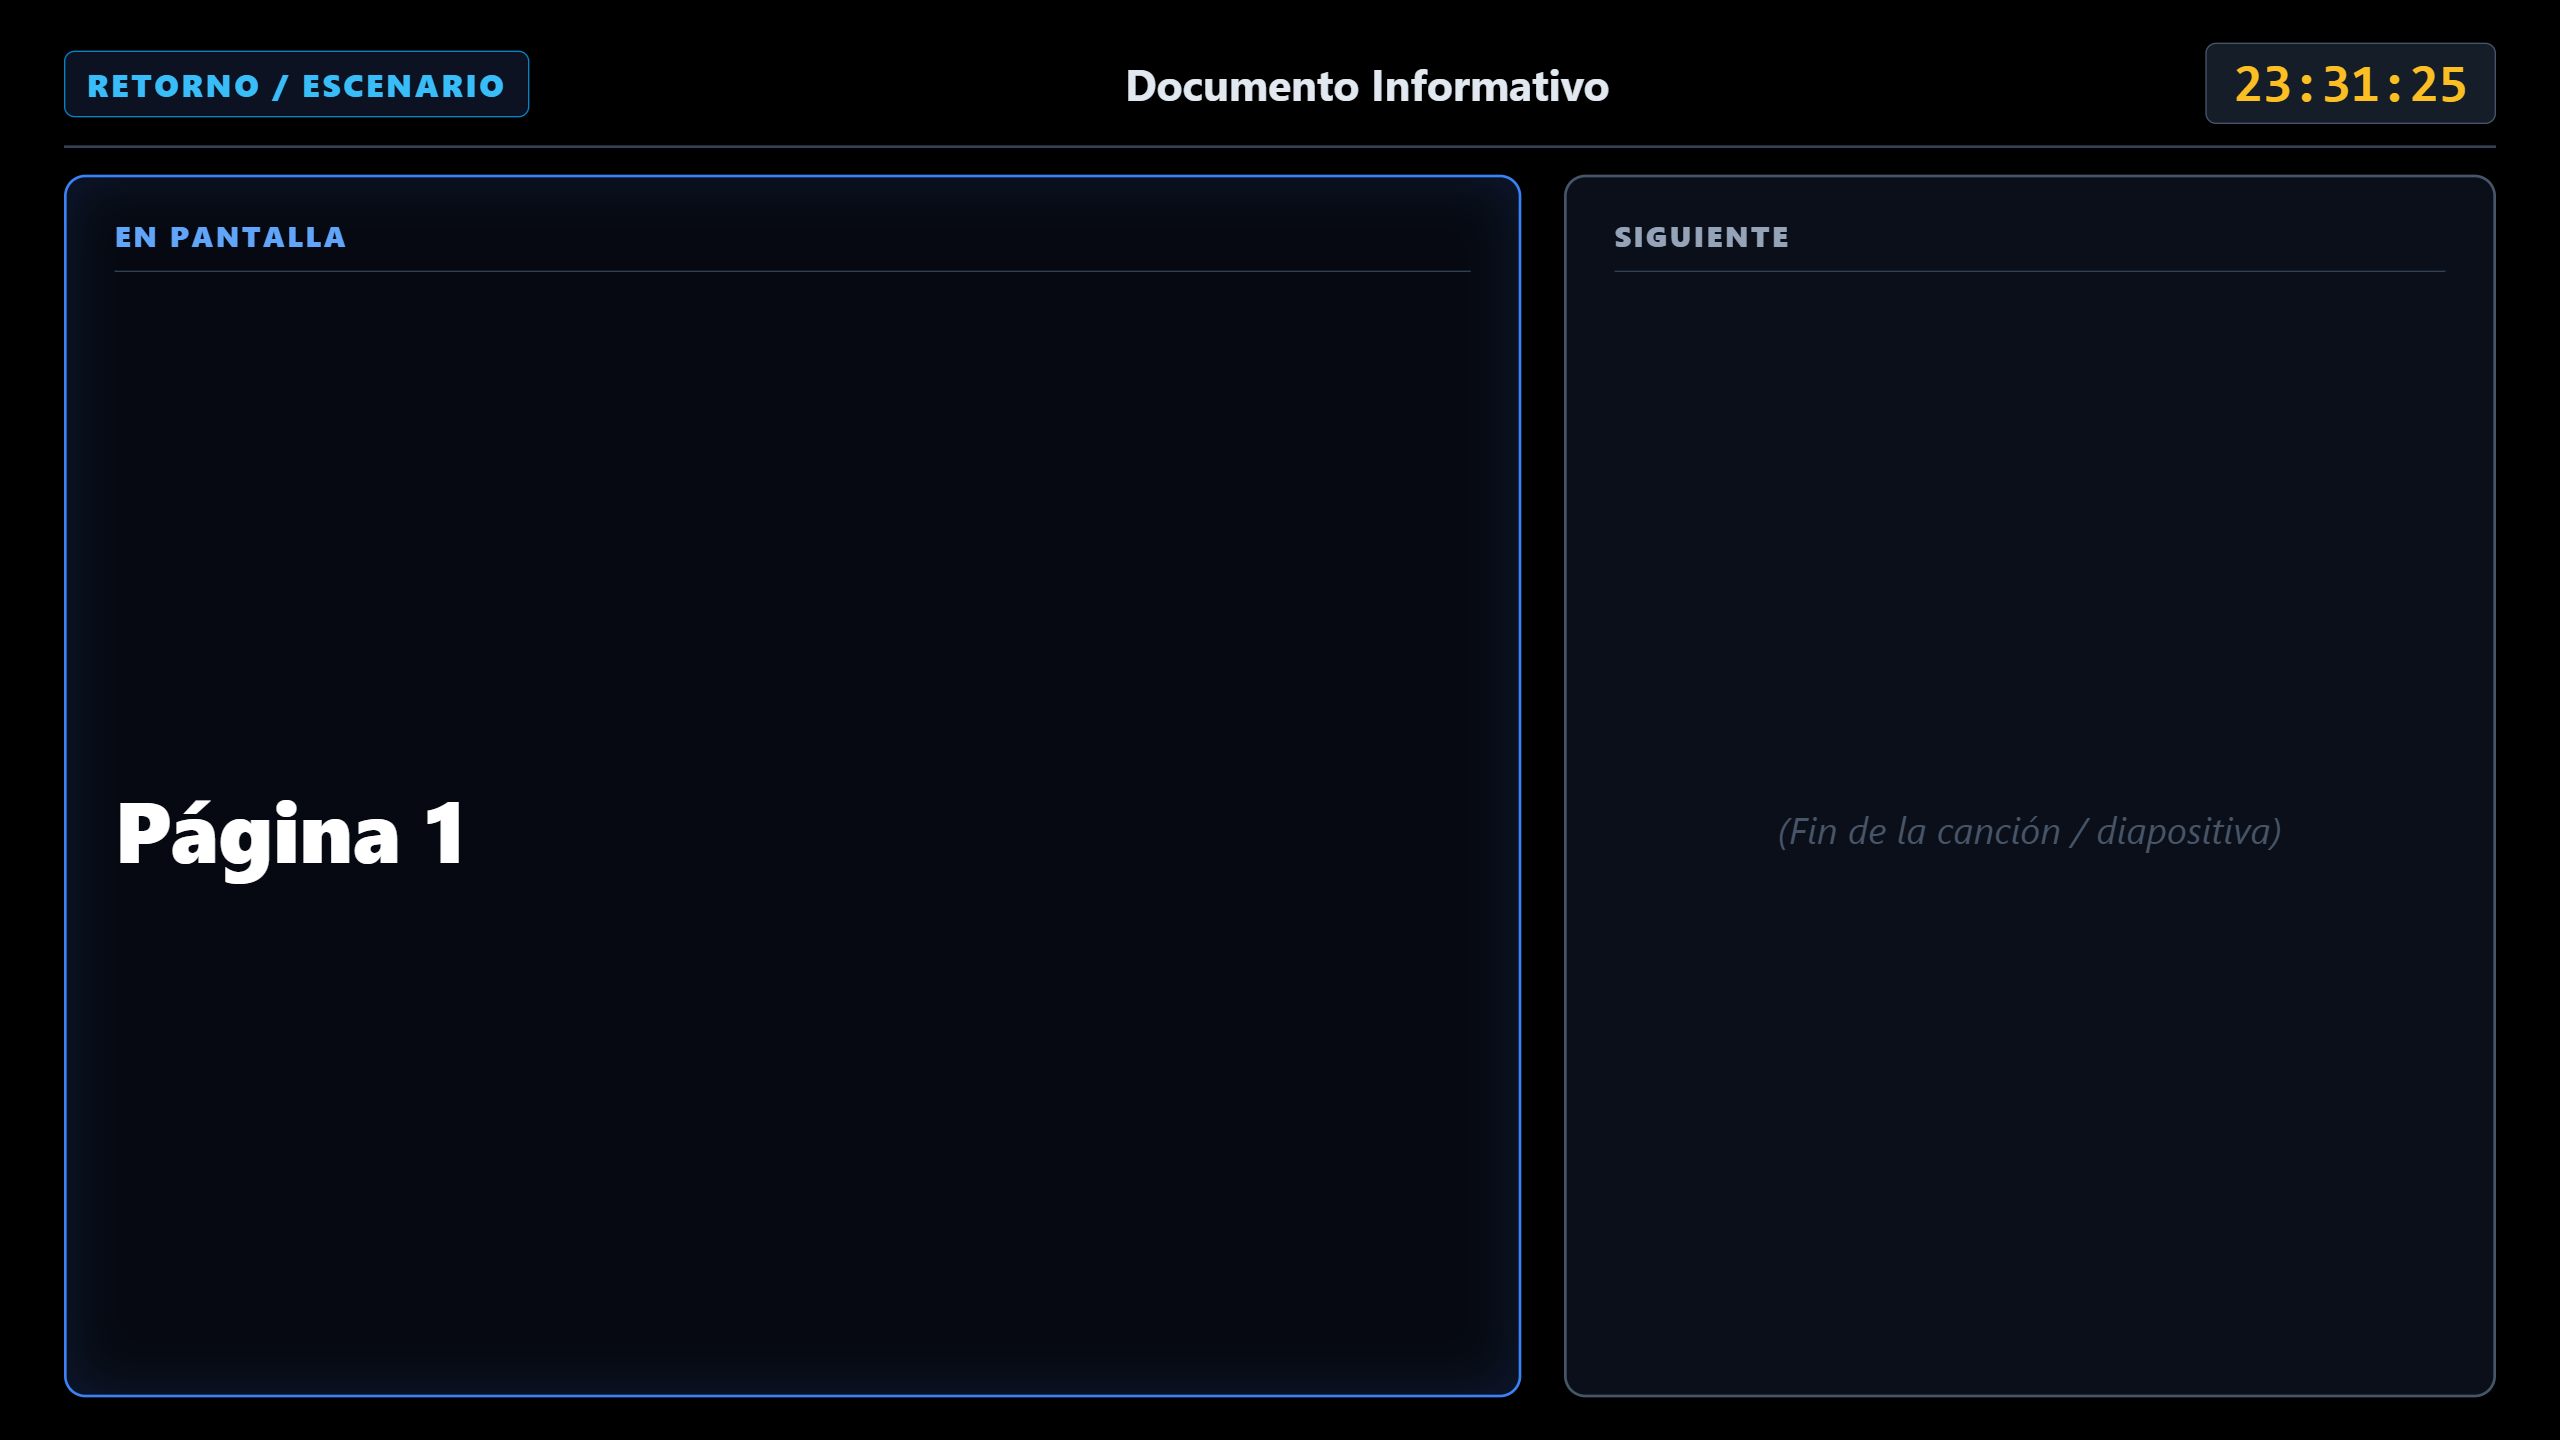 RETORNO / ESCENARIO
Documento Informativo
23:31:25
EN PANTALLA
Página 1
SIGUIENTE
(Fin de la canción / diapositiva)